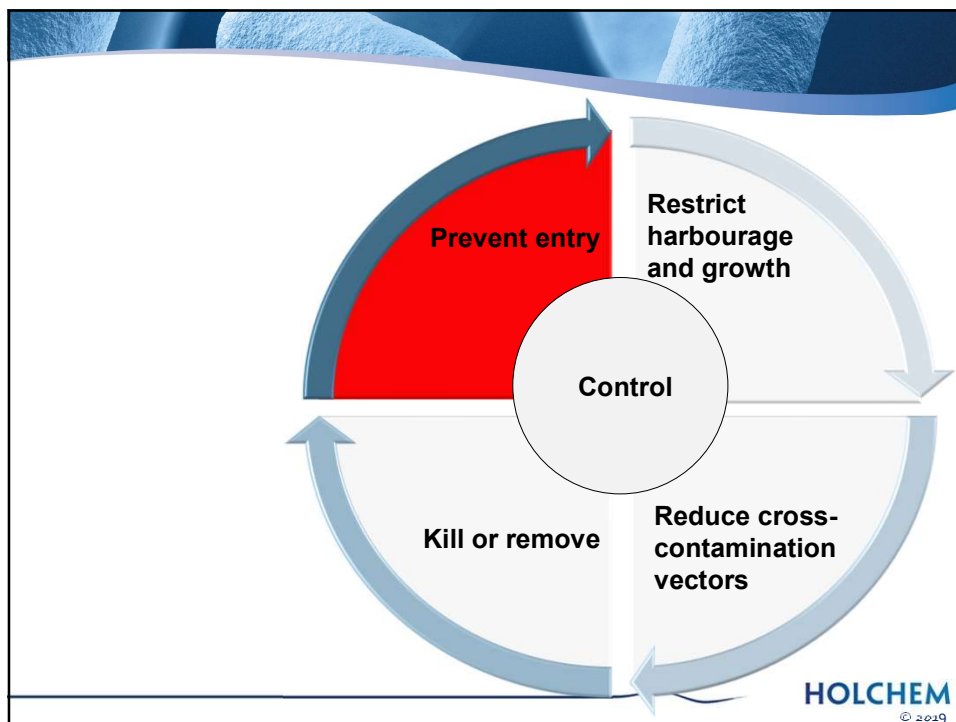 Prevent entry
Restrict
harbourage
and growth
Control
Kill or remove
Reduce cross-
contamination
vectors
HOLCHEM
© 2019